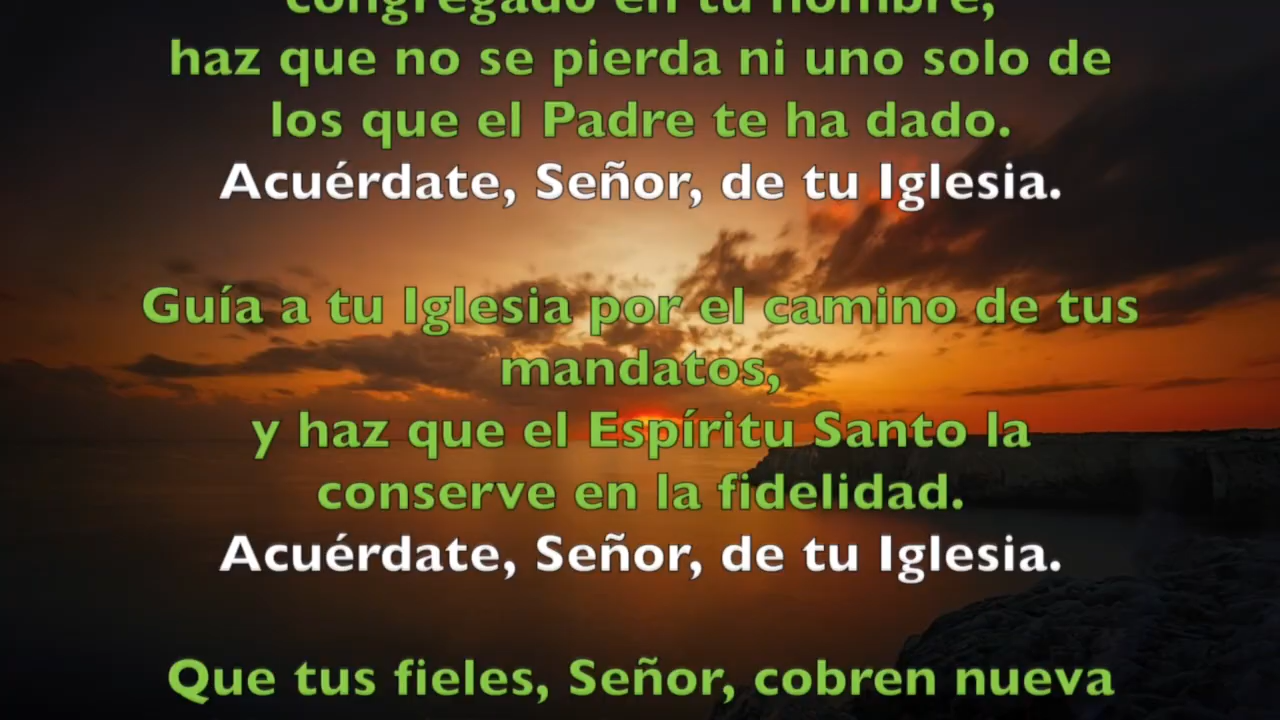 congregado en tu nombre,
haz que no se pierda ni uno solo de
los que el Padre te ha dado.
Acuérdate, Señor, de tu Iglesia.
Guía a tu Iglesia por el camino de tus
mandatos,
y haz que el Espíritu Santo la
conserve en la fidelidad.
Acuérdate, Señor, de tu Iglesia.
Que tus fieles, Señor, cobren nueva